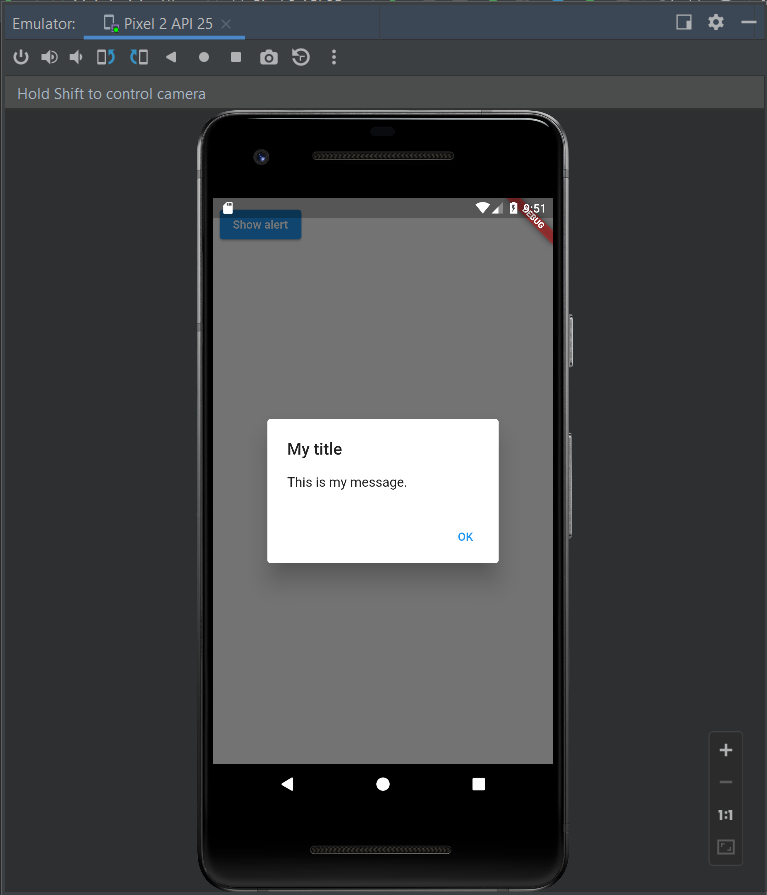 Emulator:
Pixel 2 API 25
Hold Shift to control camera
9:51
DEBUG
Show alert
My title
This is my message.
OK
1:1